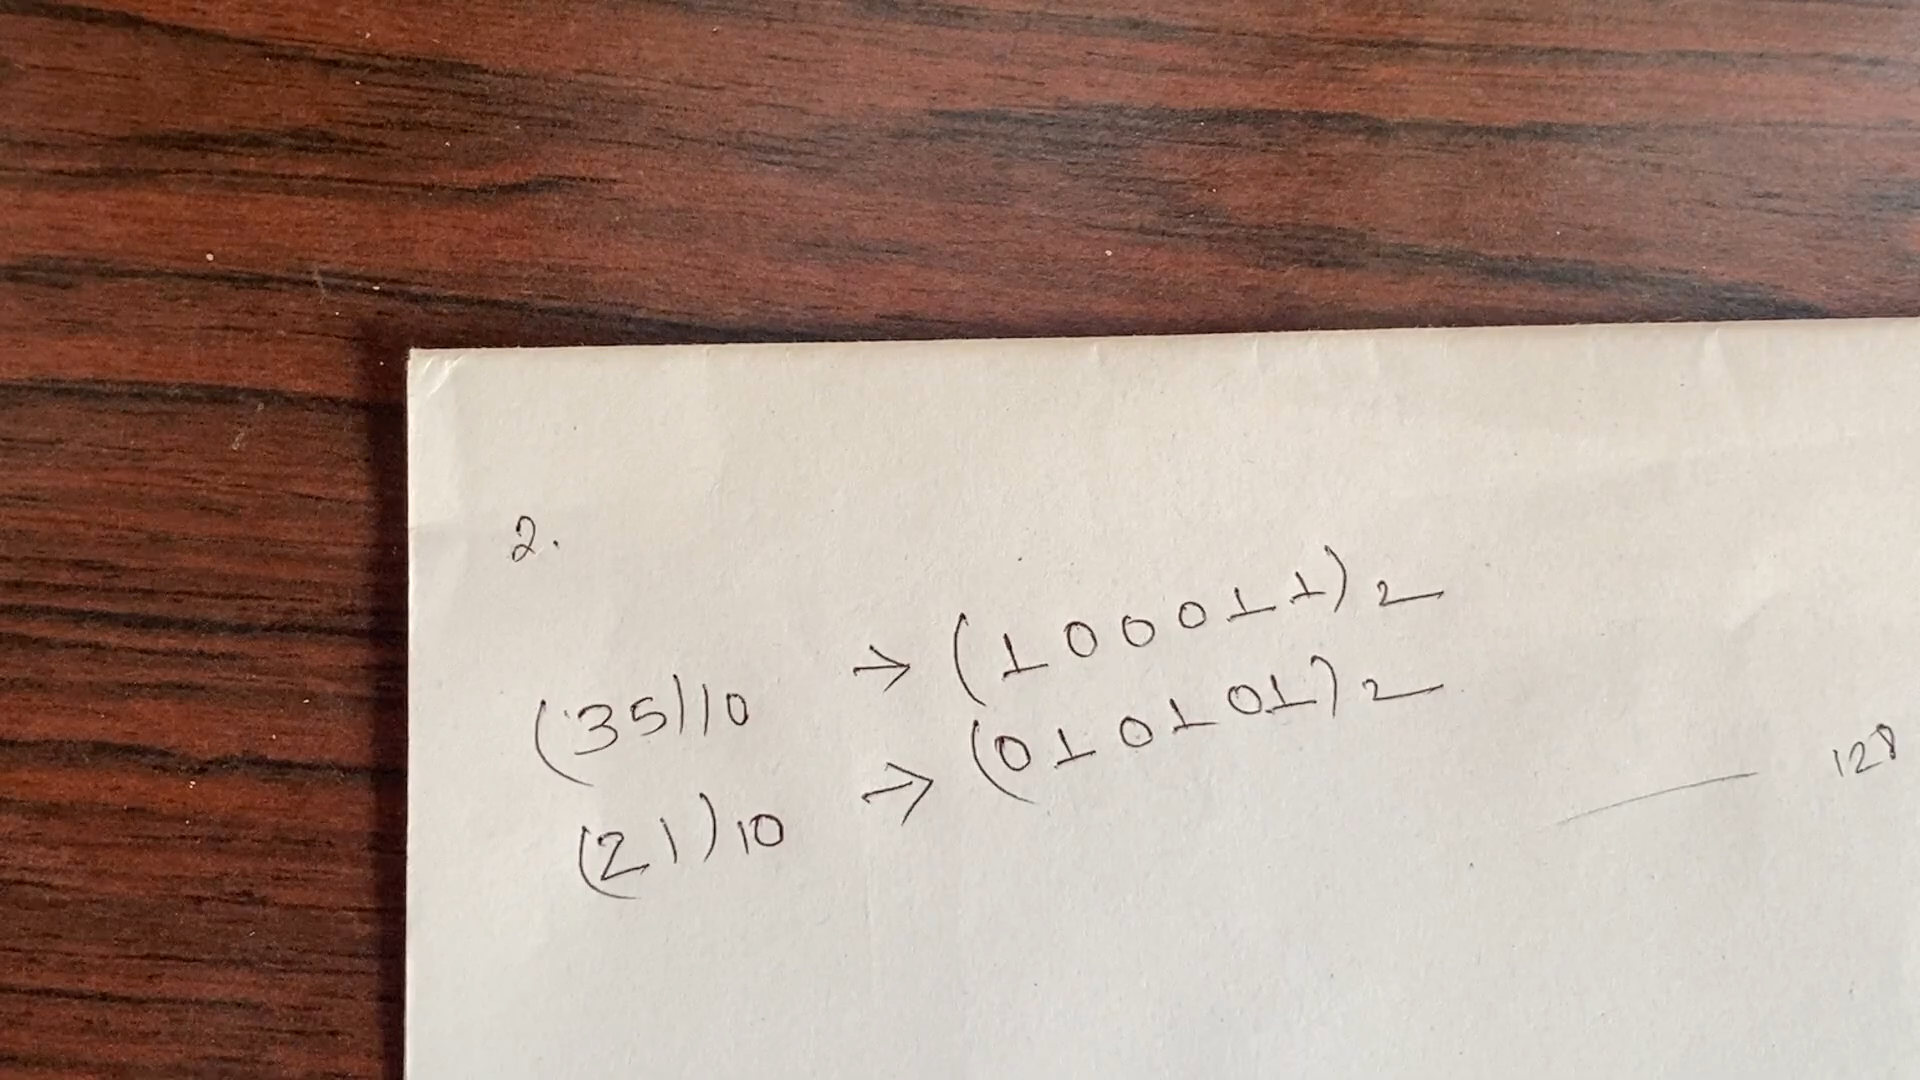 2.
(35)10 → (100011)2
(21)10 → (010101)2
128